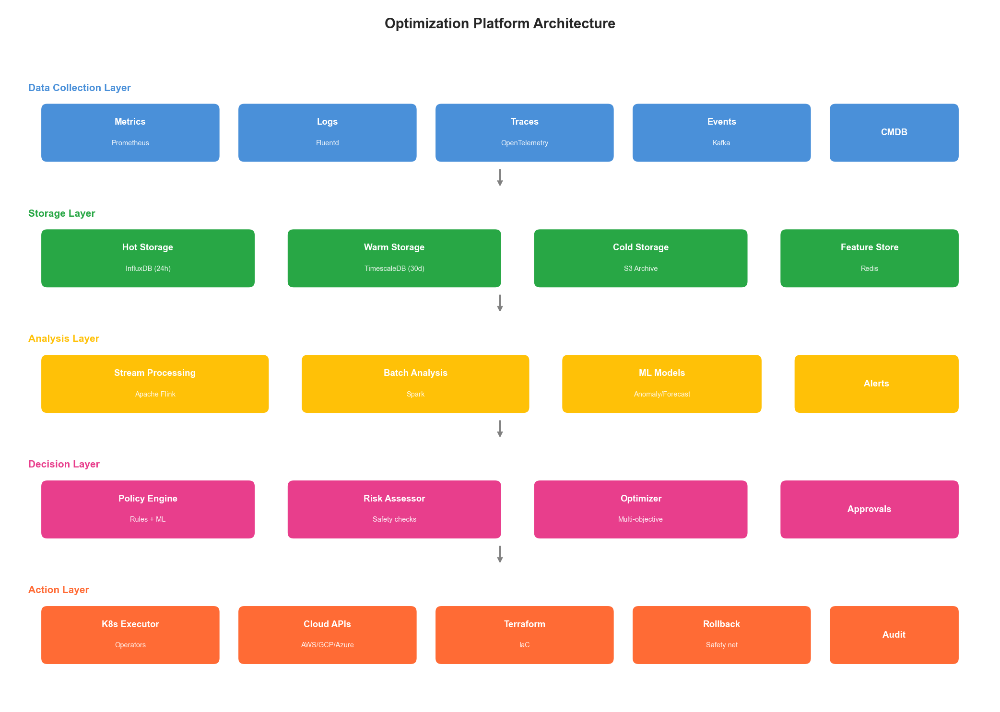 Optimization Platform Architecture
Data Collection Layer
Metrics
Prometheus
Logs
Fluentd
Traces
OpenTelemetry
Events
Kafka
CMDB
Storage Layer
Hot Storage
InfluxDB (24h)
Warm Storage
TimescaleDB (30d)
Cold Storage
S3 Archive
Feature Store
Redis
Analysis Layer
Stream Processing
Apache Flink
Batch Analysis
Spark
ML Models
Anomaly/Forecast
Alerts
Decision Layer
Policy Engine
Rules + ML
Risk Assessor
Safety checks
Optimizer
Multi-objective
Approvals
Action Layer
K8s Executor
Operators
Cloud APIs
AWS/GCP/Azure
Terraform
IaC
Rollback
Safety net
Audit